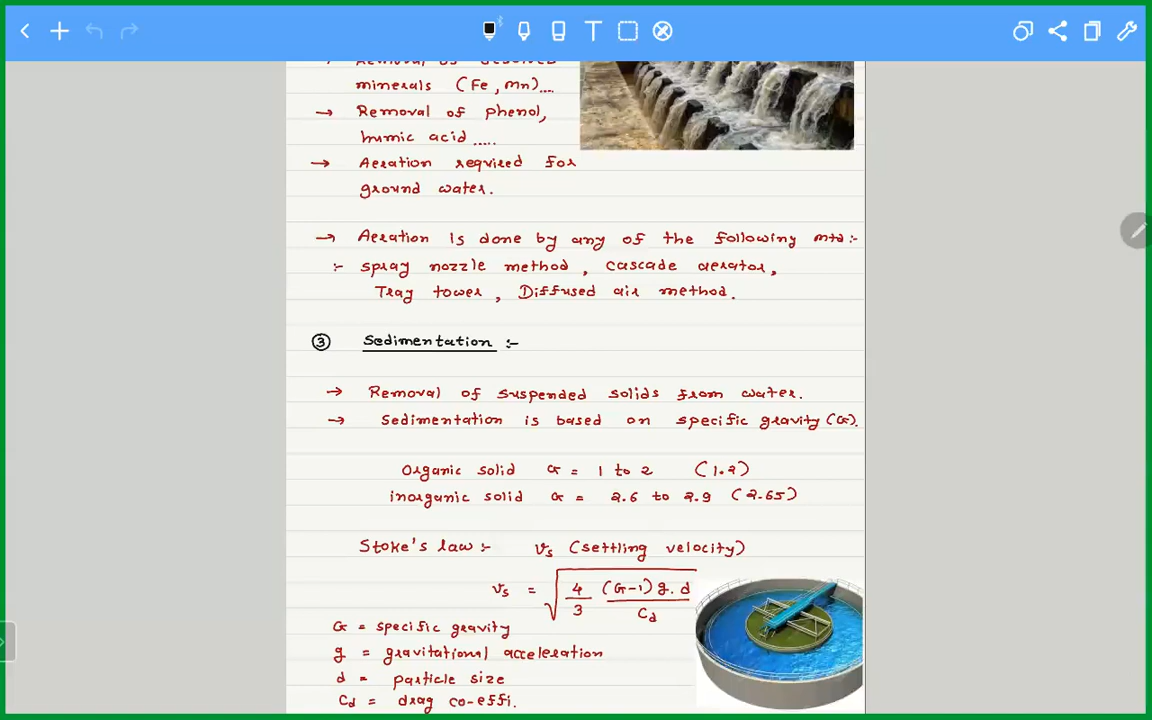 minerals (Fe, Mn)....
→ Removal of phenol,
humic acid .....
→ Aeration required for
ground water.
→ Aeration is done by any of the following mtd:-
:- spray nozzle method, cascade aerator,
Tray tower, Diffused air method.
③ Sedimentation :-
→ Removal of suspended solids from water.
→ Sedimentation is based on specific gravity (G).
Organic solid G = 1 to 2 (1.2)
inorganic solid G = 2.6 to 2.9 (2.65)
Stoke's law :- vs (settling velocity)
vs = √(4/3 (G-1) g.d / Cd)
G = specific gravity
g = gravitational acceleration
d = particle size
Cd = drag co-effi.